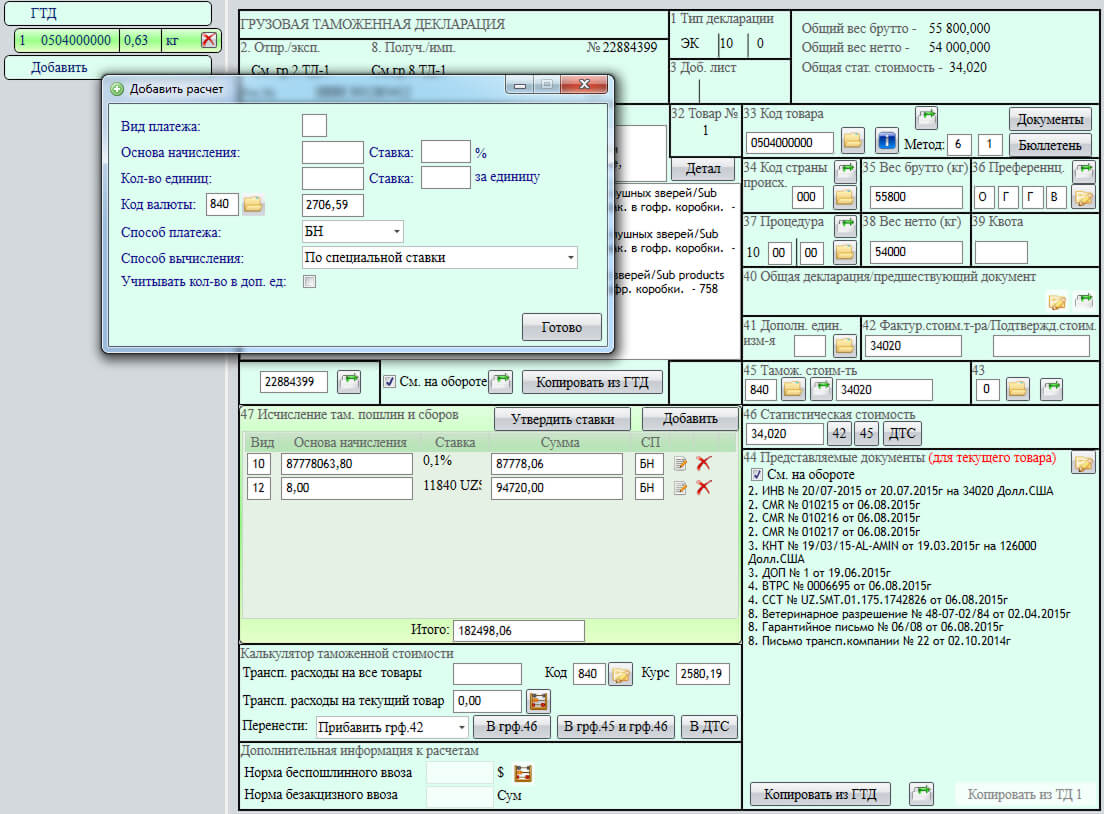 ГТД
1 0504000000 0,63 кг
Добавить
ГРУЗОВАЯ ТАМОЖЕННАЯ ДЕКЛАРАЦИЯ
2. Отпр./эксп. 8. Получ./имп. № 22884399
См.гр.2 ТД-1 См.гр.8 ТД-1
1 Тип декларации
ЭК 10 0
3 Доб. лист
Общий вес брутто - 55 800,000
Общий вес нетто - 54 000,000
Общая стат. стоимость - 34,020
Добавить расчет
Вид платежа:
Основа начисления: Ставка: %
Кол-во единиц: Ставка: за единицу
Код валюты: 840 2706,59
Способ платежа: БН
Способ вычисления: По специальной ставки
Учитывать кол-во в доп. ед:
Готово
32 Товар №
1
Детал
ушных зверей/Sub
ак. в гофр. коробки. -
ушных зверей/Sub
ак. в гофр. коробки. -
зверей/Sub products
фр. коробки. - 758
33 Код товара
0504000000 Метод: 6 1
Документы
Бюллетень
34 Код страны происх.
000
35 Вес брутто (кг)
55800
36 Преференц.
О Г Г В
37 Процедура
10 00 00
38 Вес нетто (кг)
54000
39 Квота
40 Общая декларация/предшествующий документ
41 Дополн. един.
изм-я
42 Фактур.стоим.т-ра/Подтвержд.стоим.
34020
22884399 См. на обороте Копировать из ГТД
45 Тамож. стоим-ть
840 34020
43
0
47 Исчисление там. пошлин и сборов Утвердить ставки Добавить
Вид Основа начисления Ставка Сумма СП
10 87778063,80 0,1% 87778,06 БН
12 8,00 11840 UZS 94720,00 БН
Итого: 182498,06
46 Статистическая стоимость
34,020 42 45 ДТС
44 Представляемые документы (для текущего товара)
См. на обороте
2. ИНВ № 20/07-2015 от 20.07.2015г на 34020 Долл.США
2. CMR № 010215 от 06.08.2015г
2. CMR № 010216 от 06.08.2015г
2. CMR № 010217 от 06.08.2015г
3. КНТ № 19/03/15-AL-AMIN от 19.03.2015г на 126000
Долл.США
3. ДОП № 1 от 19.06.2015г
4. ВТРС № 0006695 от 06.08.2015г
4. ССТ № UZ.SMT.01.175.1742826 от 06.08.2015г
8. Ветеринарное разрешение № 48-07-02/84 от 02.04.2015г
8. Гарантийное письмо № 06/08 от 06.08.2015г
8. Письмо трансп.компании № 22 от 02.10.2014г
Калькулятор таможенной стоимости
Трансп. расходы на все товары Код 840 Курс 2580,19
Трансп. расходы на текущий товар 0,00
Перенести: Прибавить грф.42 В грф.46 В грф.45 и грф.46 В ДТС
Дополнительная информация к расчетам
Норма беспошлинного ввоза $
Норма безакцизного ввоза Сум
Копировать из ГТД Копировать из ТД 1